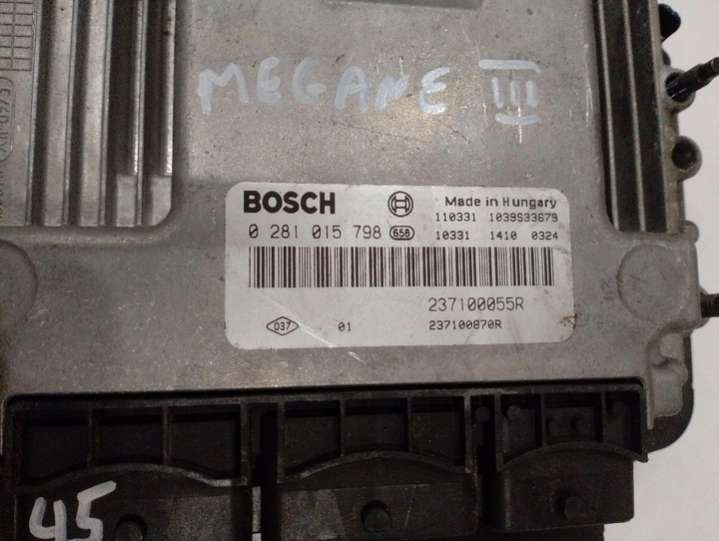 MEGANE III
BOSCH
Made in Hungary
110331 1039S33679
0 281 015 798 658 10331 1410 0324
237100055R
D37 01 237100870R
45